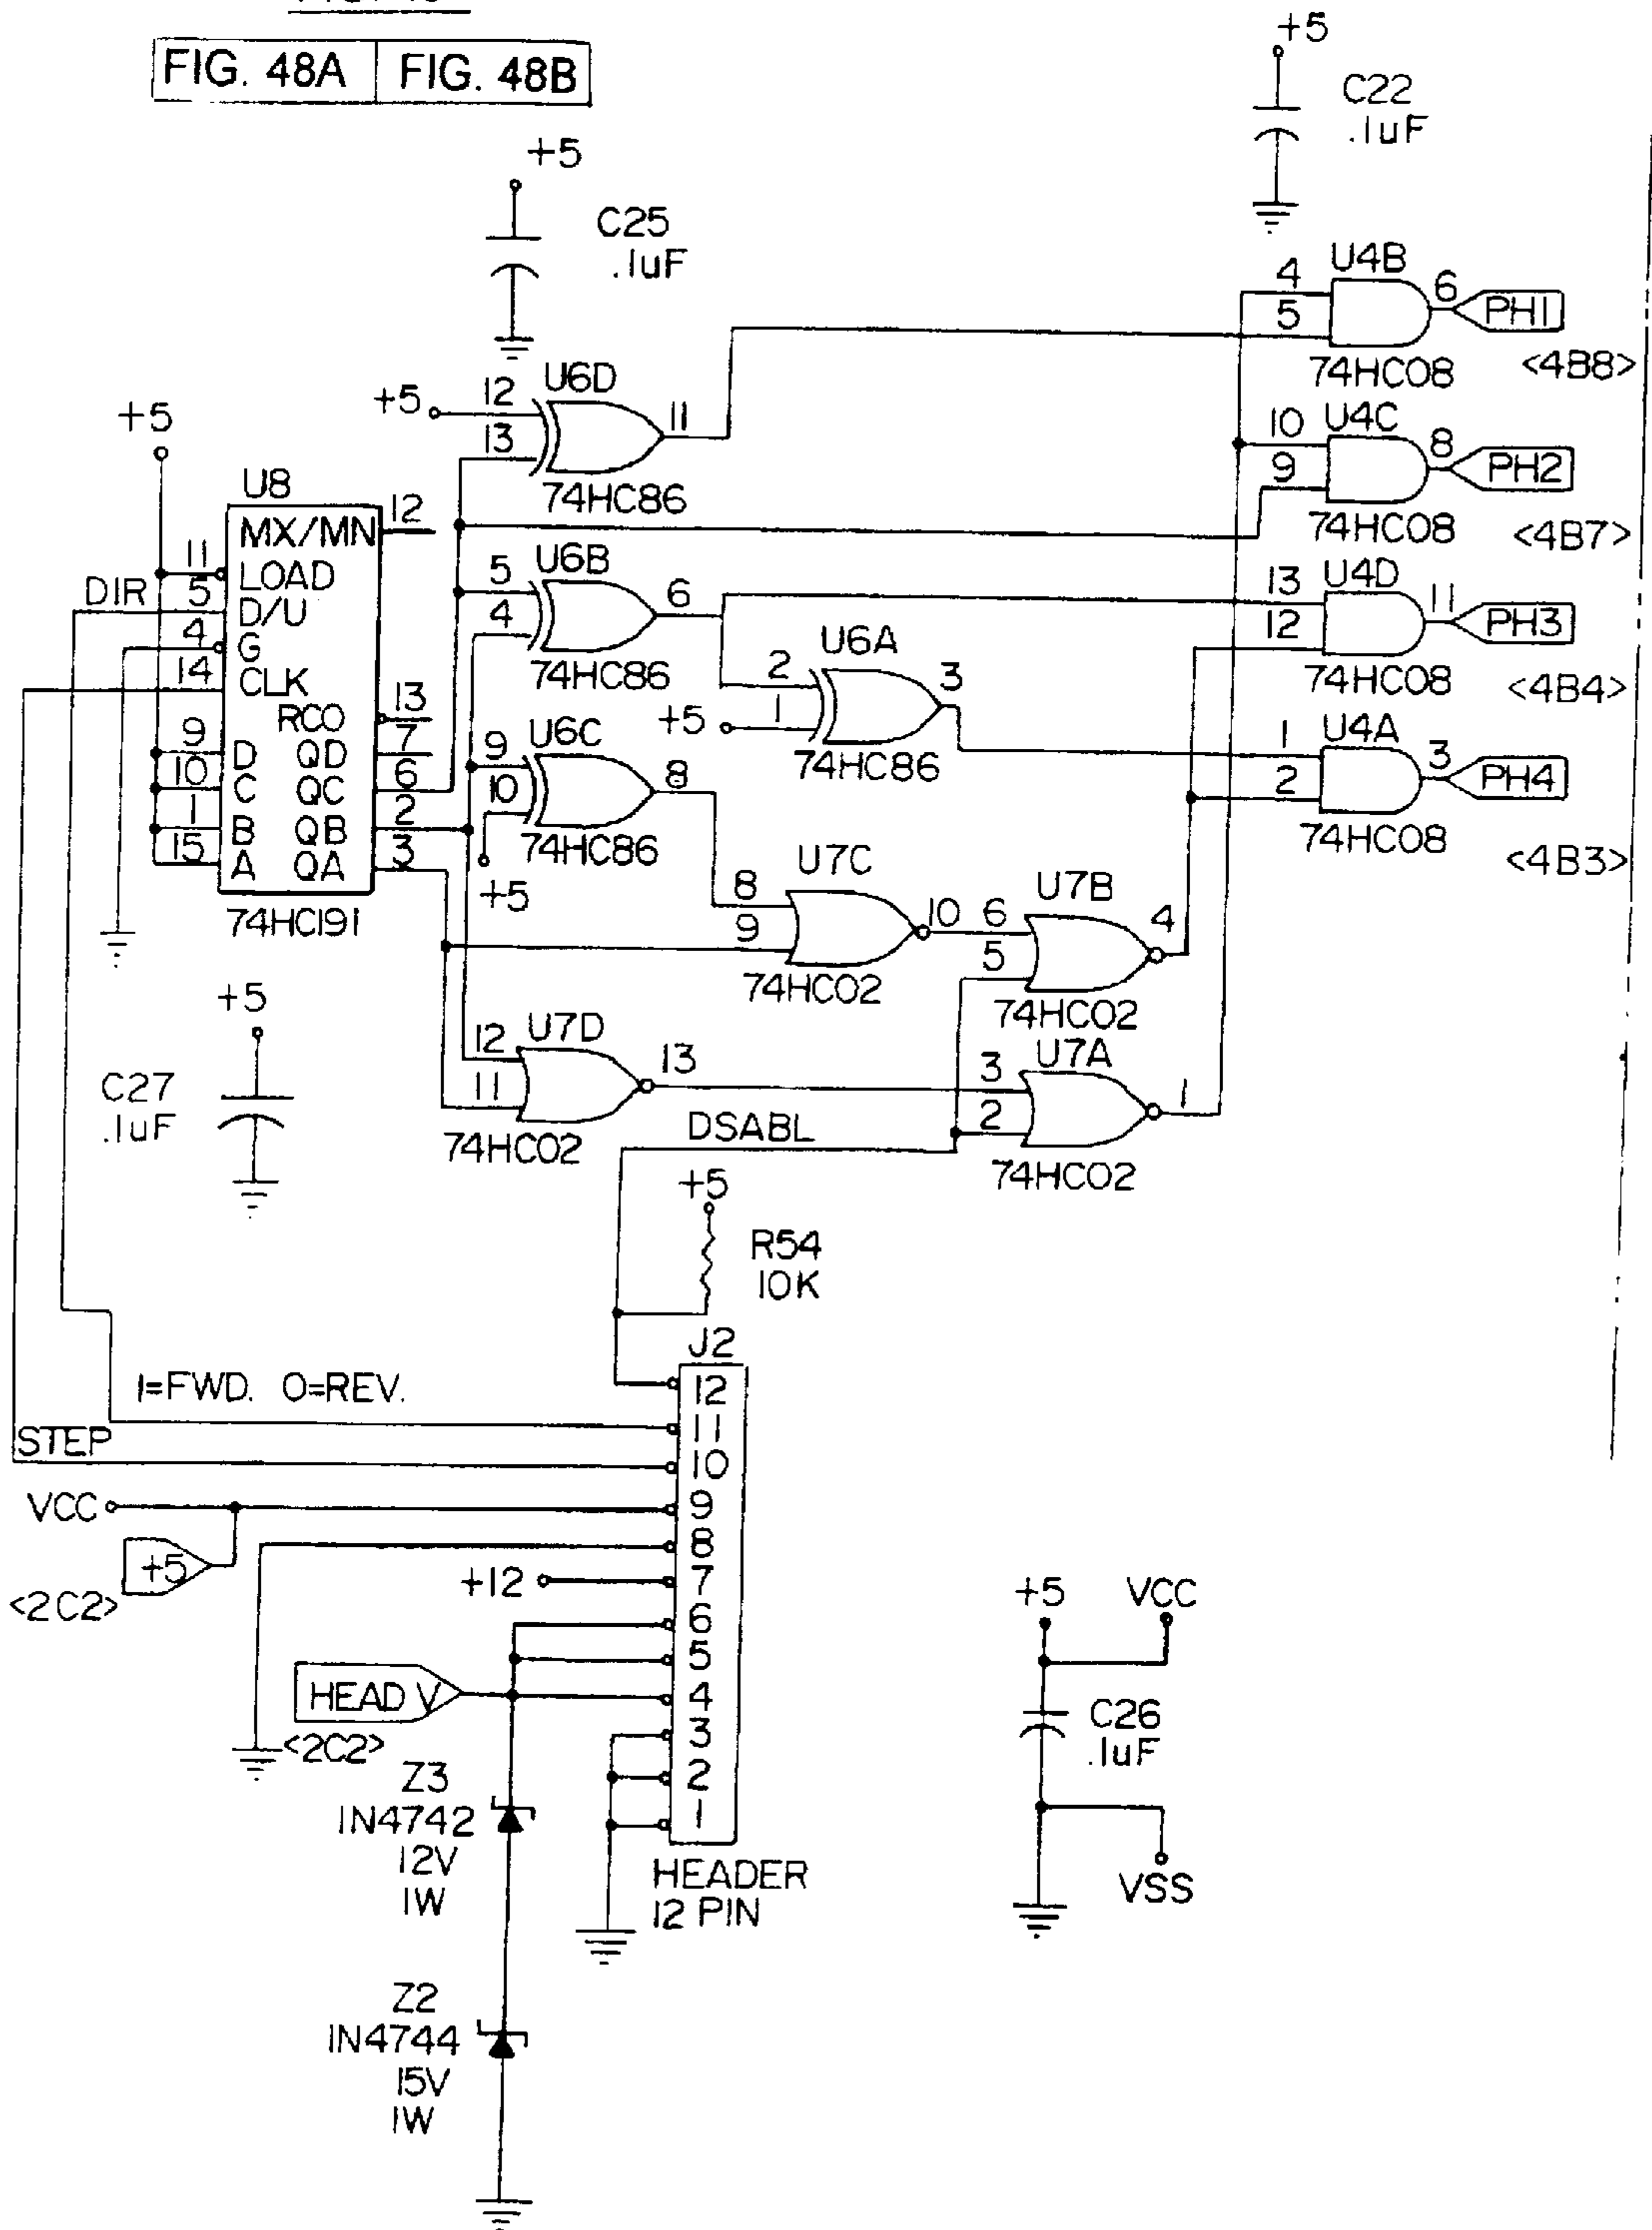 FIG. 48A FIG. 48B
+5
C22
.1uF
+5
C25
.1uF
U4B
4
5
6
PH1
74HC08
<4B8>
U6D
+5
12
13
11
74HC86
U4C
10
9
8
PH2
74HC08
<4B7>
+5
U8
MX/MN
12
11
LOAD
DIR
5
D/U
4
G
14
CLK
RCO
13
9
D
QD
7
10
C
QC
6
1
B
QB
2
15
A
QA
3
74HC191
U6B
5
4
6
74HC86
U4D
13
12
11
PH3
74HC08
<4B4>
U6A
2
1
+5
3
74HC86
U6C
9
10
8
74HC86
+5
U4A
1
2
3
PH4
74HC08
<4B3>
U7C
8
9
10
74HC02
U7B
6
5
4
74HC02
+5
C27
.1uF
U7D
12
11
13
74HC02
U7A
3
2
1
74HC02
DSABL
+5
R54
10K
J2
1=FWD. 0=REV.
STEP
VCC
+5
<2C2>
+12
HEAD V
<2C2>
12
11
10
9
8
7
6
5
4
3
2
1
HEADER
12 PIN
Z3
1N4742
12V
1W
Z2
1N4744
15V
1W
+5
VCC
C26
.1uF
VSS